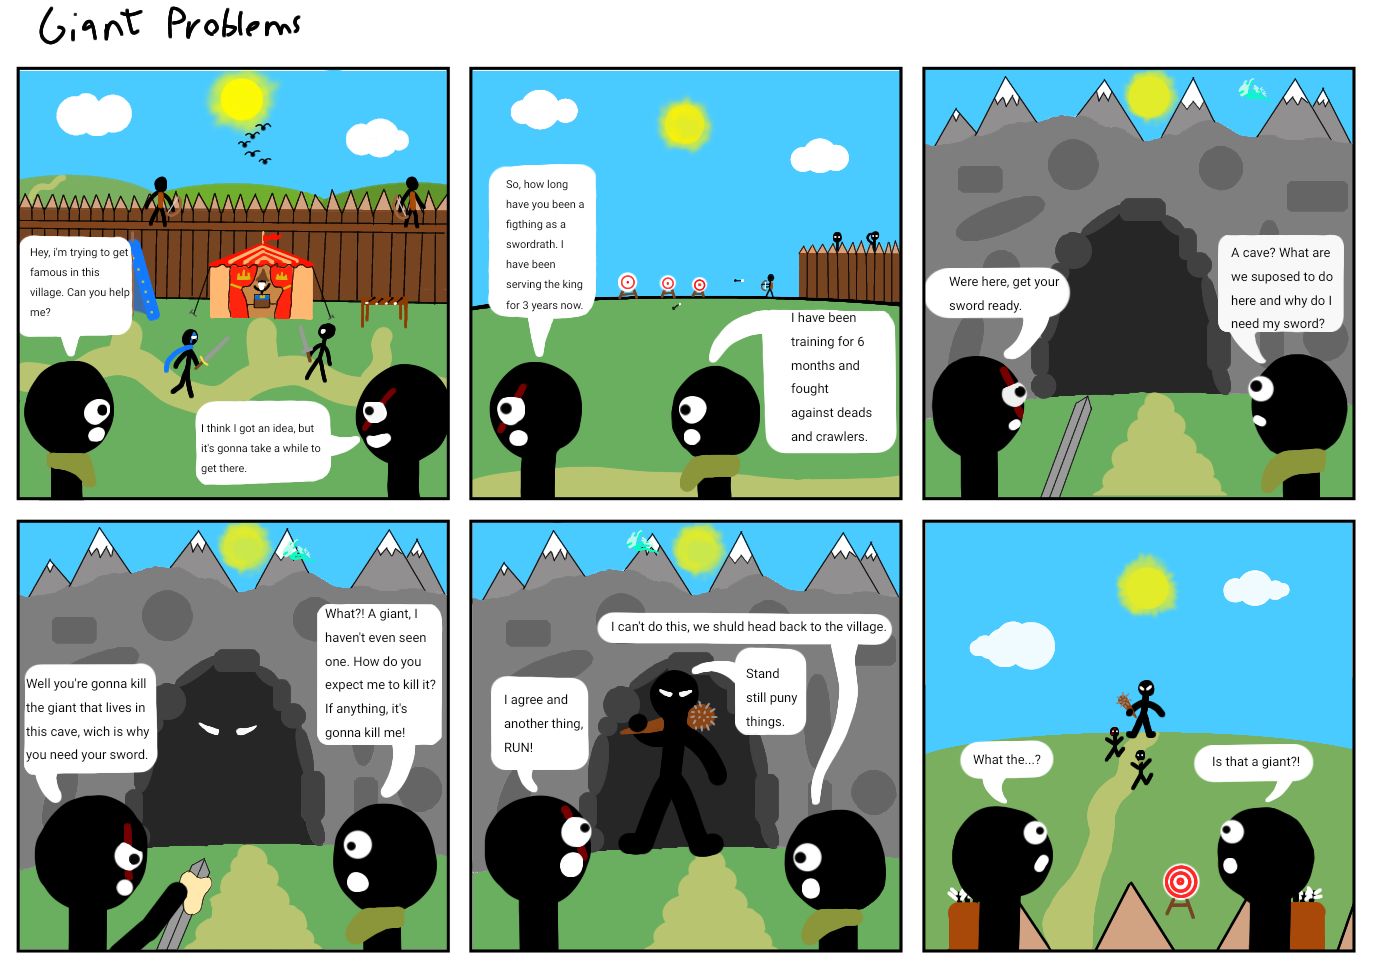 Giant Problems
Hey, i'm trying to get
famous in this
village. Can you help
me?
I think I got an idea, but
it's gonna take a while to
get there.
So, how long
have you been a
figthing as a
swordrath. I
have been
serving the king
for 3 years now.
I have been
training for 6
months and
fought
against deads
and crawlers.
Were here, get your
sword ready.
A cave? What are
we suposed to do
here and why do I
need my sword?
Well you're gonna kill
the giant that lives in
this cave, wich is why
you need your sword.
What?! A giant, I
haven't even seen
one. How do you
expect me to kill it?
If anything, it's
gonna kill me!
I can't do this, we shuld head back to the village.
I agree and
another thing,
RUN!
Stand
still puny
things.
What the...?
Is that a giant?!